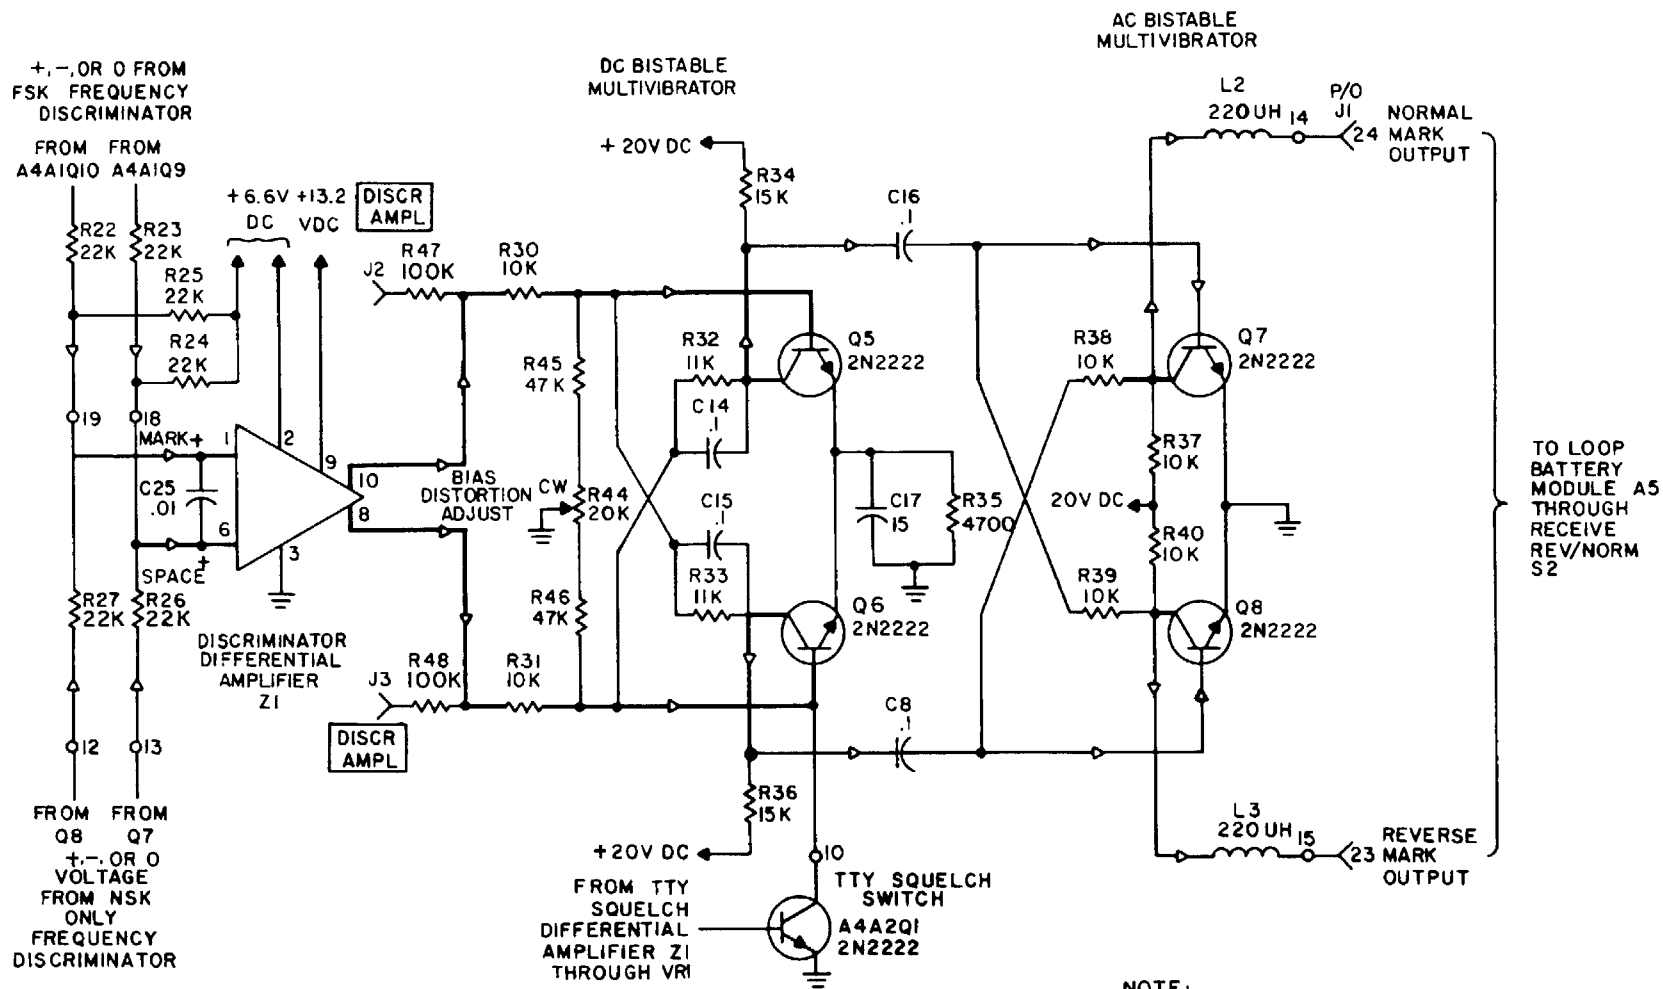 AC BISTABLE
MULTIVIBRATOR
DC BISTABLE
MULTIVIBRATOR
+,-,OR O FROM
FSK FREQUENCY
DISCRIMINATOR
FROM FROM
A4A1Q10 A4A1Q9
+6.6V +13.2
DC VDC
DISCR
AMPL
R22
22K
R23
22K
R25
22K
R24
22K
19
18
MARK +
1
2
9
10
8
6
3
C25
.01
SPACE +
R27
22K
R26
22K
DISCRIMINATOR
DIFFERENTIAL
AMPLIFIER
Z1
12
13
FROM FROM
Q8 Q7
+,-,OR O
VOLTAGE
FROM NSK
ONLY
FREQUENCY
DISCRIMINATOR
J2
R47
100K
R30
10K
BIAS
DISTORTION
ADJUST
CW
R45
47K
R44
20K
R46
47K
J3
R48
100K
R31
10K
DISCR
AMPL
+20V DC
R34
15K
R32
11K
C14
.1
C15
.1
R33
11K
Q5
2N2222
Q6
2N2222
C17
15
R35
4700
R36
15K
+20V DC
10
TTY SQUELCH
SWITCH
A4A2Q1
2N2222
FROM TTY
SQUELCH
DIFFERENTIAL
AMPLIFIER Z1
THROUGH VR1
C16
.1
C8
.1
L2
220UH
14
P/O
J1
24
NORMAL
MARK
OUTPUT
R38
10K
Q7
2N2222
R37
10K
20V DC
R40
10K
R39
10K
Q8
2N2222
L3
220UH
15
23
REVERSE
MARK
OUTPUT
TO LOOP
BATTERY
MODULE A5
THROUGH
RECEIVE
REV/NORM
S2
NOTE: